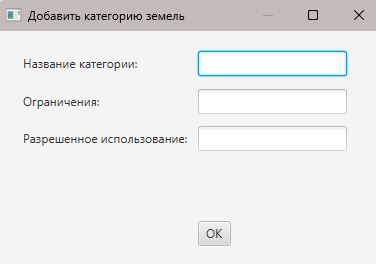 Добавить категорию земель
Название категории:
Ограничения:
Разрешенное использование:
OK